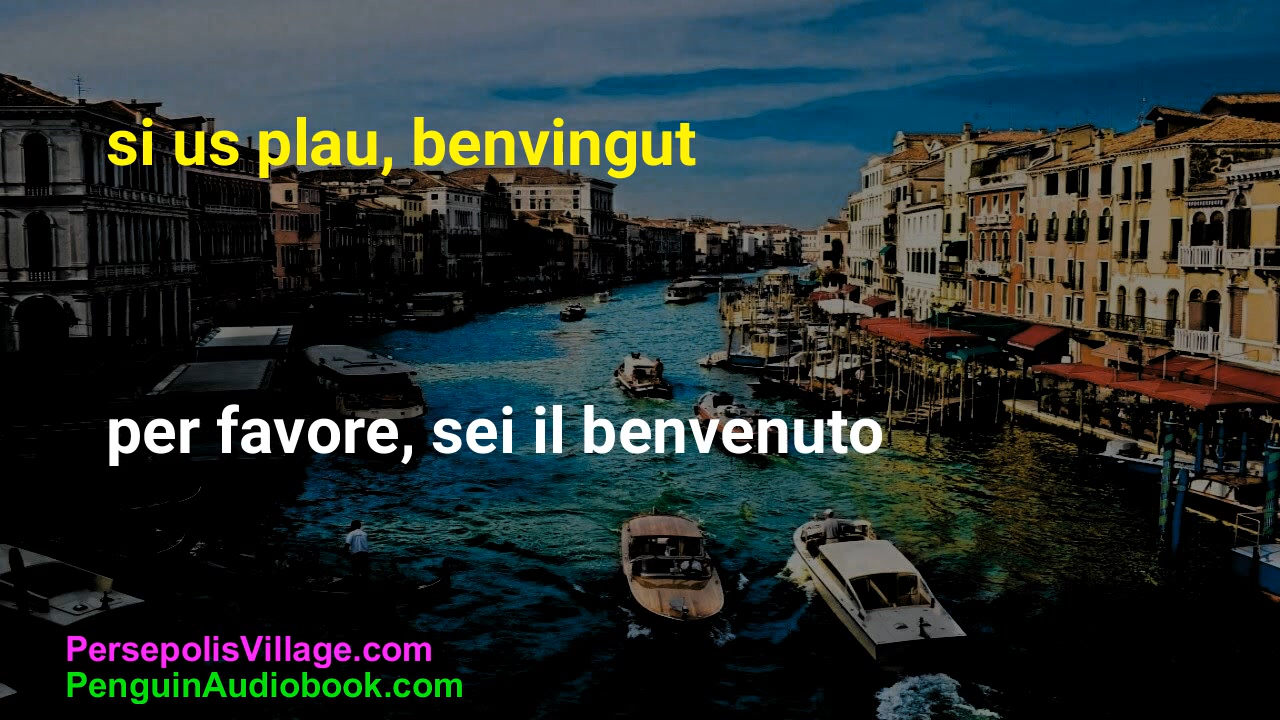 si us plau, benvingut
per favore, sei il benvenuto
PersepolisVillage.com
PenguinAudiobook.com